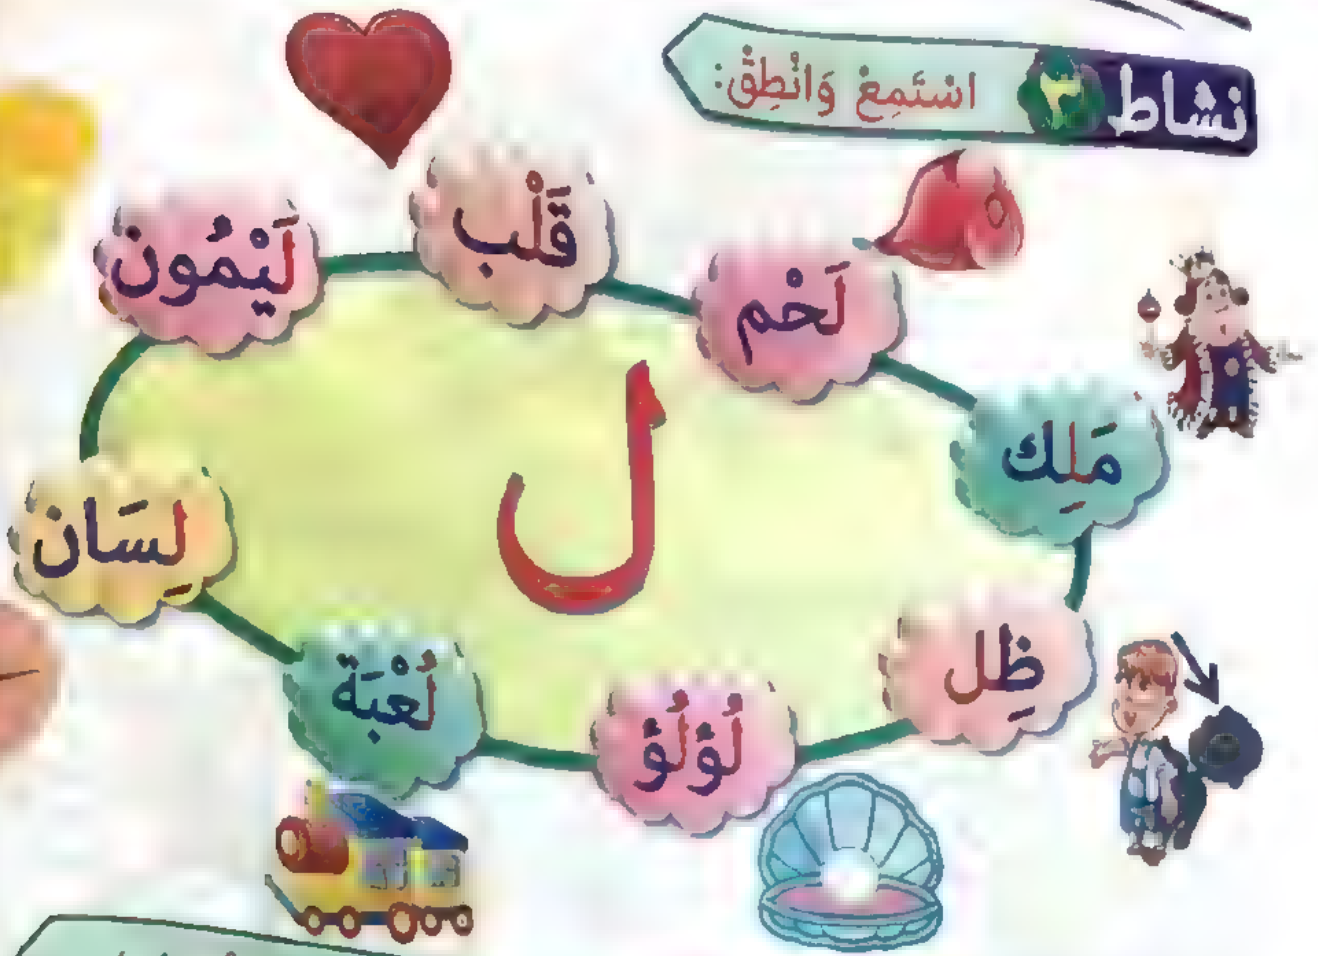 نشاط ٣ اسْتَمِعْ وَانْطِقْ:
قَلْب
لَحْم
لَيْمُون
مَلِك
ل
لِسَان
ظِل
لُعْبَة
لُؤْلُؤ